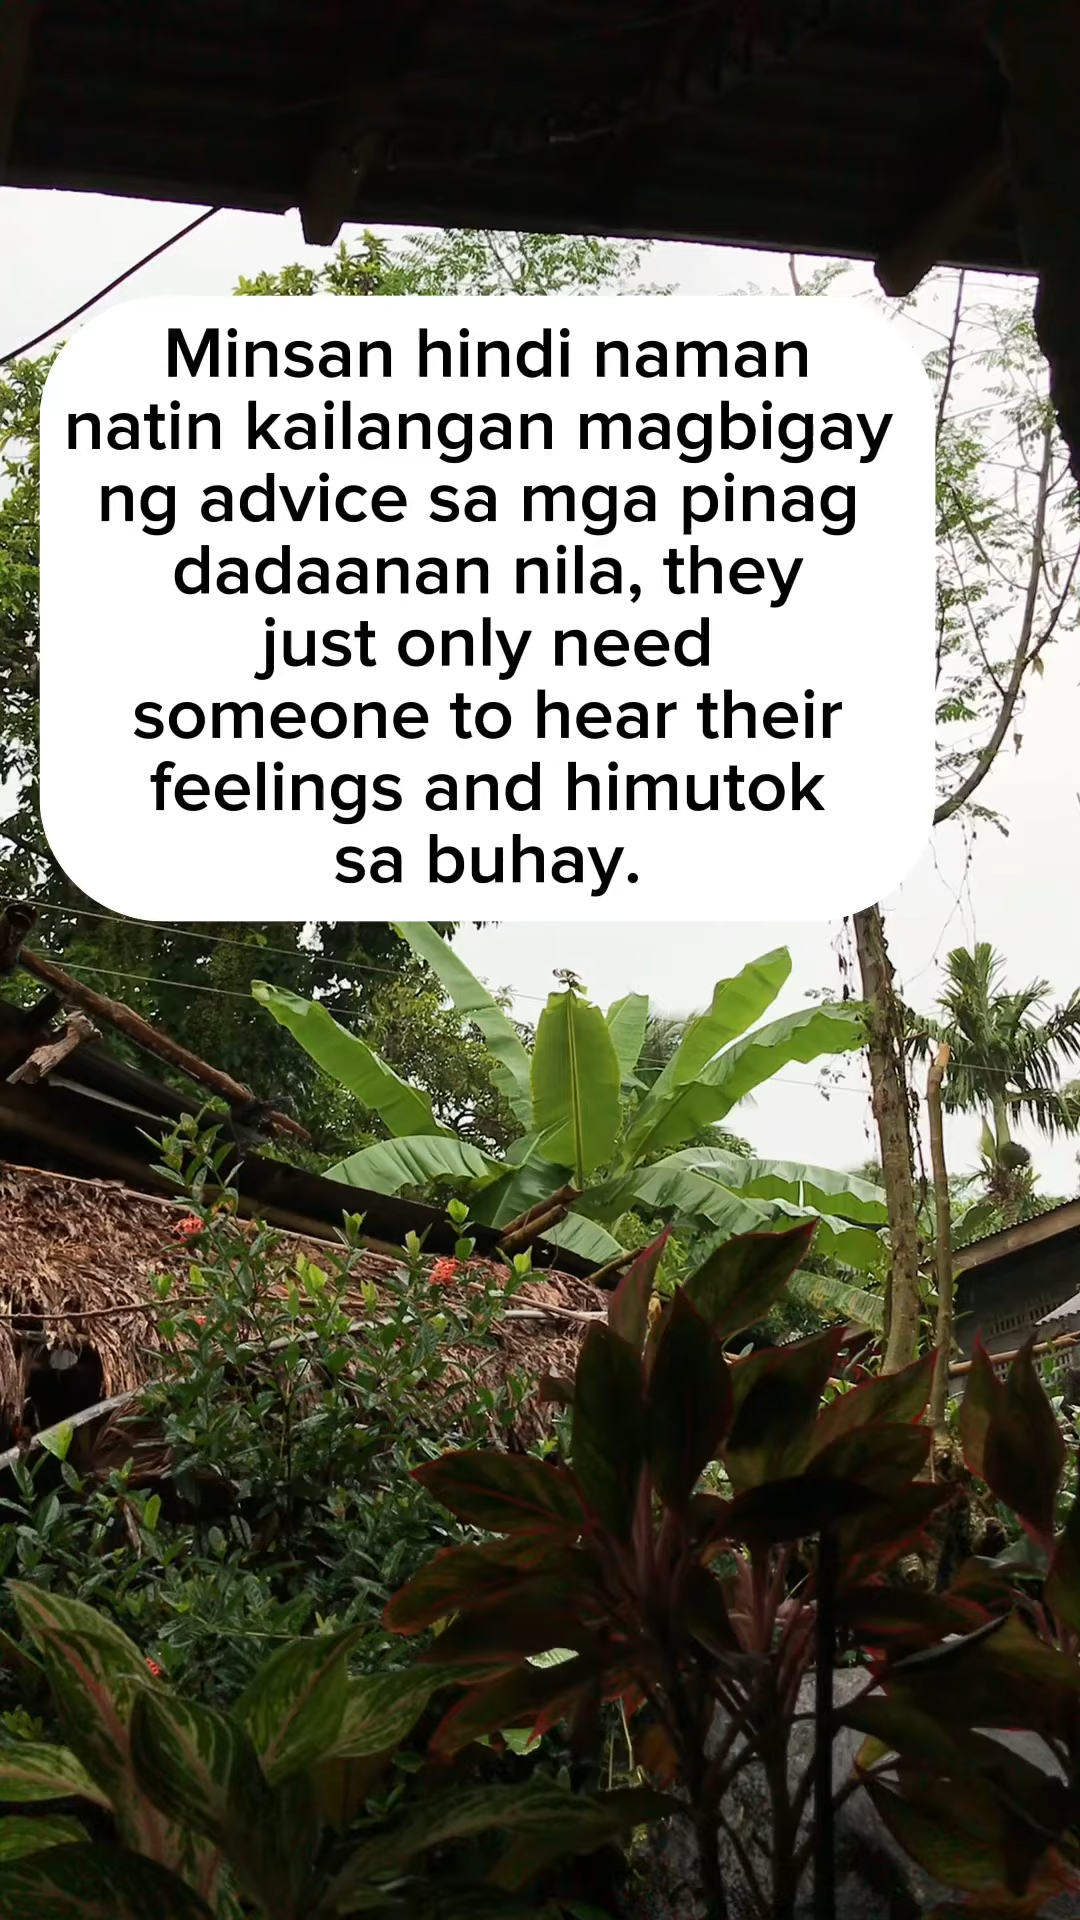 Minsan hindi naman
natin kailangan magbigay
ng advice sa mga pinag
dadaanan nila, they
just only need
someone to hear their
feelings and himutok
sa buhay.